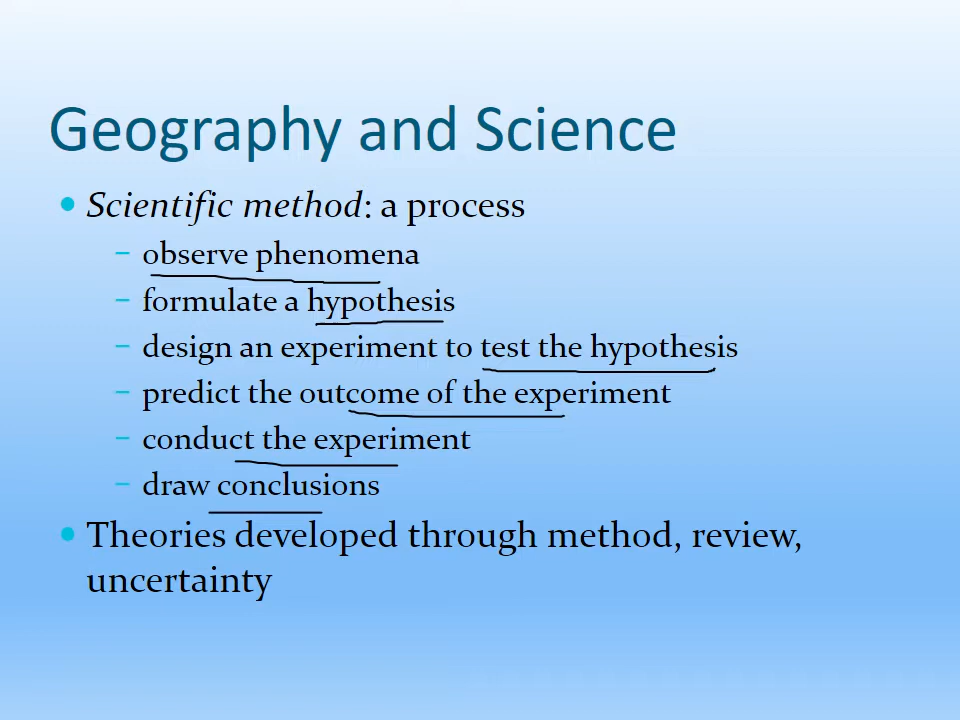 Geography and Science
• Scientific method: a process
– observe phenomena
– formulate a hypothesis
– design an experiment to test the hypothesis
– predict the outcome of the experiment
– conduct the experiment
– draw conclusions
• Theories developed through method, review,
uncertainty